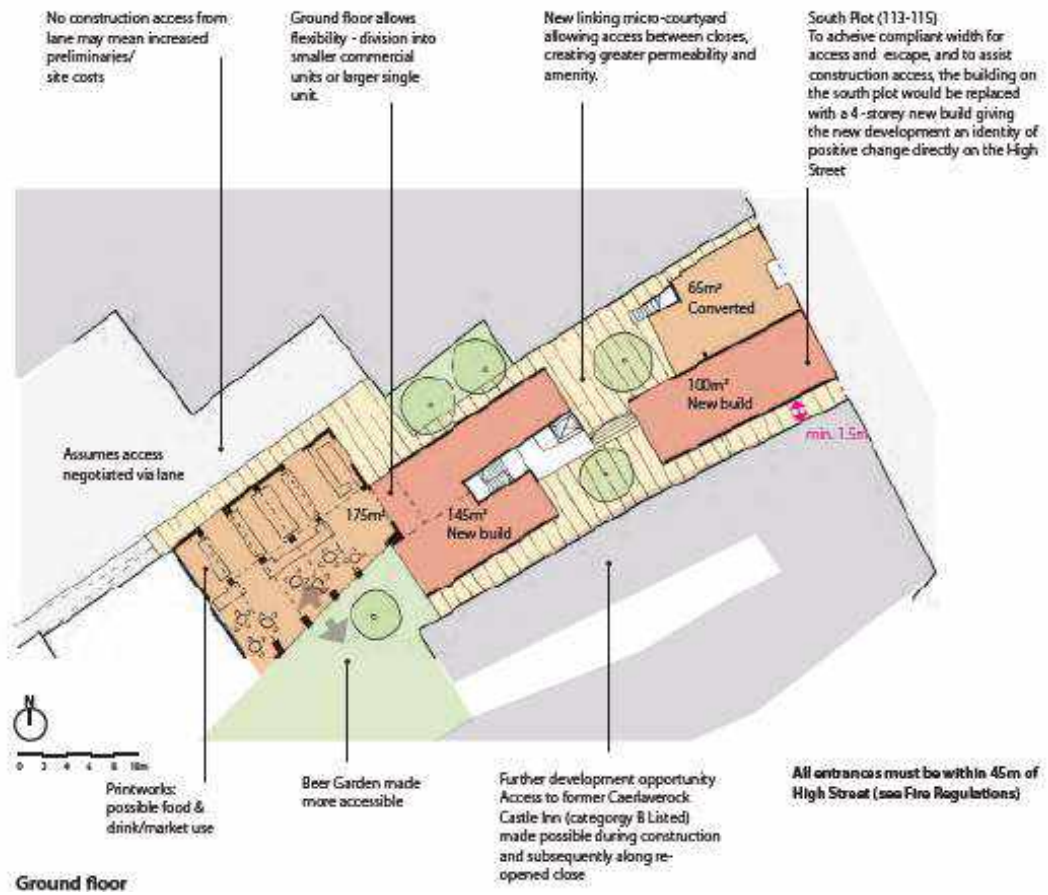 No construction access from
lane may mean increased
preliminaries/
site costs
Ground floor allows
flexibility - division into
smaller commercial
units or larger single
unit.
New linking micro-courtyard
allowing access between closes,
creating greater permeability and
amenity.
South Plot (113-115)
To acheive compliant width for
access and escape, and to assist
construction access, the building on
the south plot would be replaced
with a 4 -storey new build giving
the new development an identity of
positive change directly on the High
Street
65m²
Converted
100m²
New build
min. 1.5m
Assumes access
negotiated via lane
175m²
145m²
New build
N
0 2 4 6 8 10m
Printworks:
possible food &
drink/market use
Beer Garden made
more accessible
Further development opportunity
Access to former Caerlaverock
Castle Inn (categorgy B Listed)
made possible during construction
and subsequently along re-
opened close
All entrances must be within 45m of
High Street (see Fire Regulations)
Ground floor